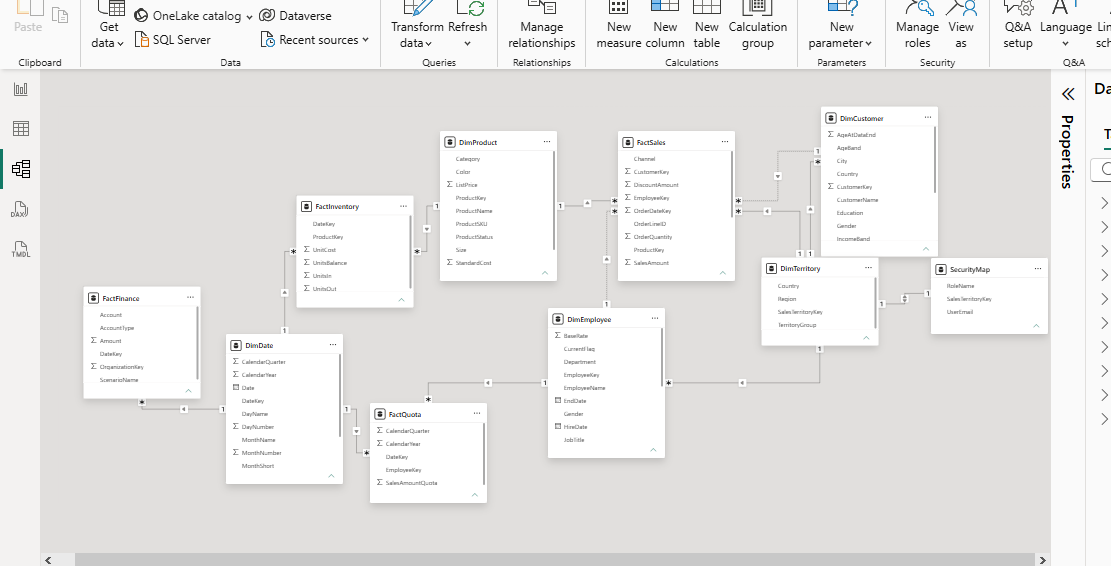 Paste
Clipboard
Get data
OneLake catalog
SQL Server
Dataverse
Recent sources
Data
Transform data
Refresh
Queries
Manage relationships
Relationships
New measure
New column
New table
Calculation group
Calculations
New parameter
Parameters
Manage roles
View as
Security
Q&A setup
Language
Q&A
Properties
DAX
TMDL
DimCustomer
AgeAtDataEnd
AgeBand
City
Country
CustomerKey
CustomerName
Education
Gender
IncomeBand
DimProduct
Category
Color
ListPrice
ProductKey
ProductName
ProductSKU
ProductStatus
Size
StandardCost
FactSales
Channel
CustomerKey
DiscountAmount
EmployeeKey
OrderDateKey
OrderLineID
OrderQuantity
ProductKey
SalesAmount
FactInventory
DateKey
ProductKey
UnitCost
UnitsBalance
UnitsIn
UnitsOut
DimTerritory
Country
Region
SalesTerritoryKey
TerritoryGroup
SecurityMap
RoleName
SalesTerritoryKey
UserEmail
FactFinance
Account
AccountType
Amount
DateKey
OrganizationKey
ScenarioName
DimDate
CalendarQuarter
CalendarYear
Date
DateKey
DayName
DayNumber
MonthName
MonthNumber
MonthShort
DimEmployee
BaseRate
CurrentFlag
Department
EmployeeKey
EmployeeName
EndDate
Gender
HireDate
JobTitle
FactQuota
CalendarQuarter
CalendarYear
DateKey
EmployeeKey
SalesAmountQuota